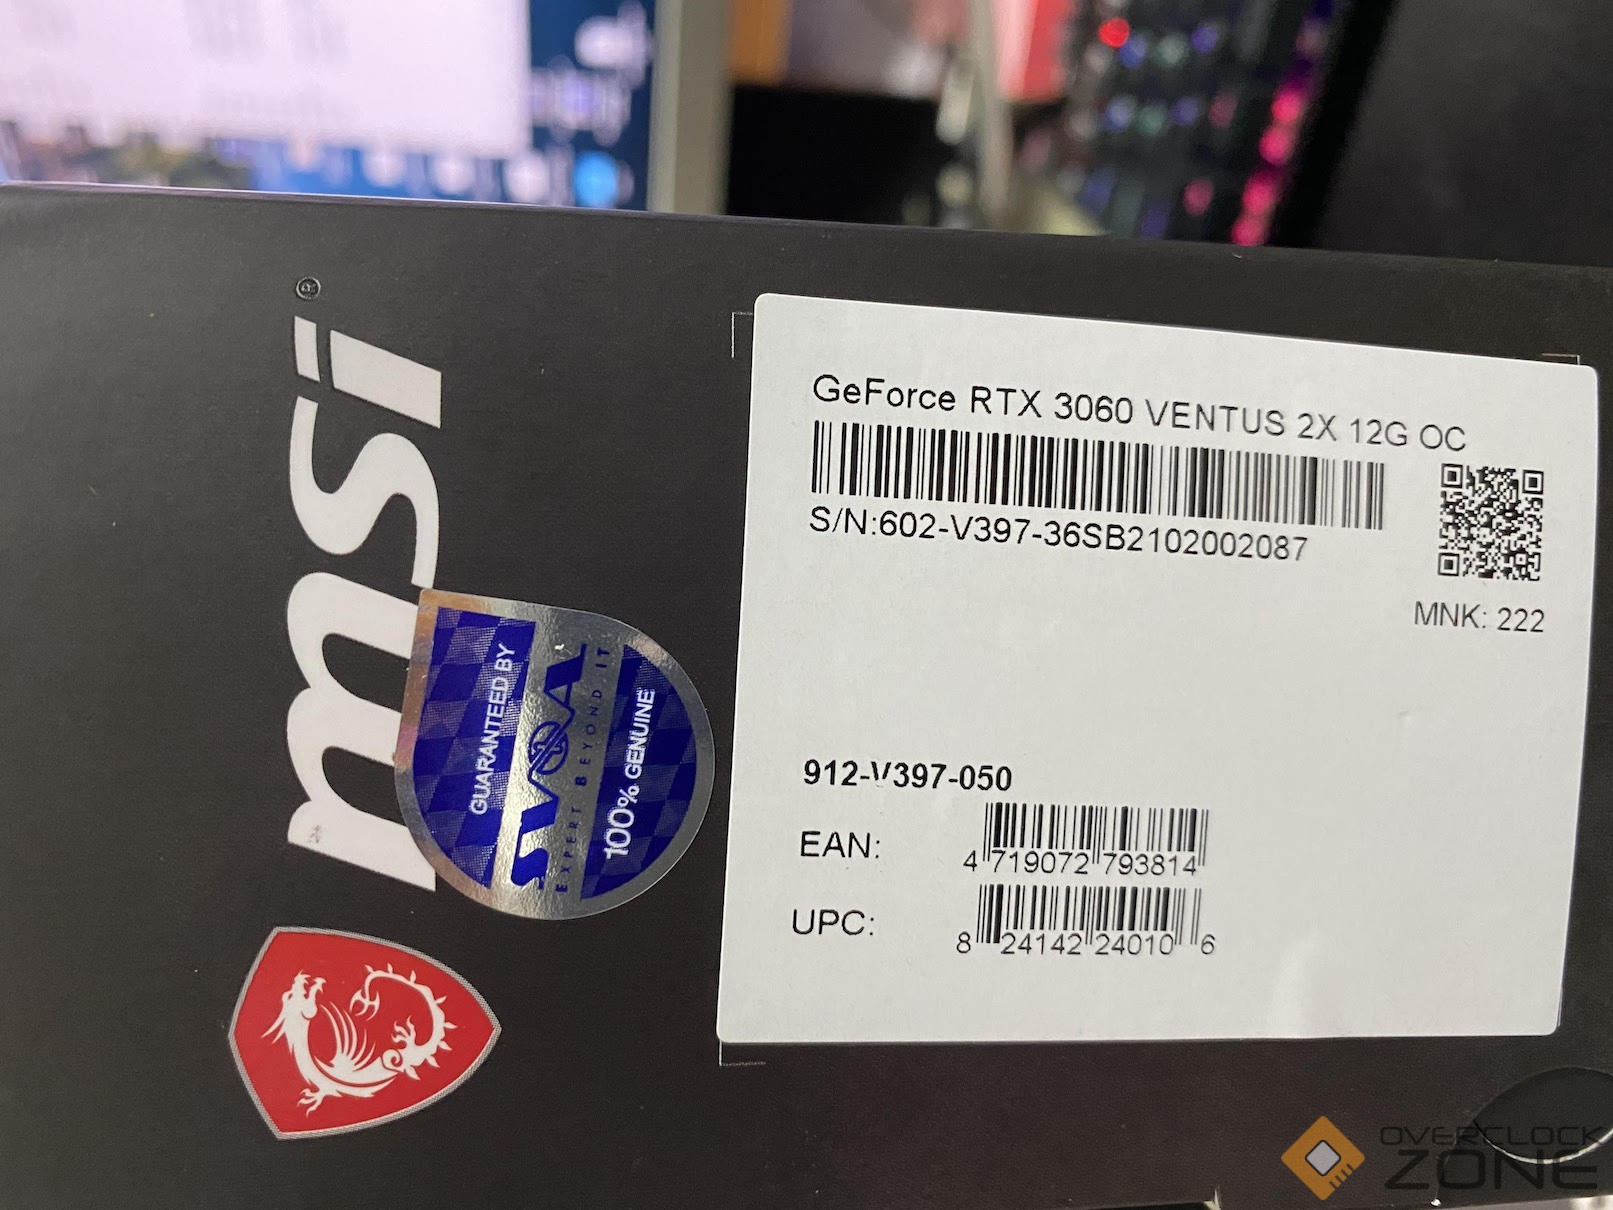 msi®
GUARANTEED BY
SVOA
EXPERT BEYOND IT
100% GENUINE
GeForce RTX 3060 VENTUS 2X 12G OC
S/N:602-V397-36SB2102002087
MNK: 222
912-V397-050
EAN:
4 719072 793814
UPC:
8 24142 24010 6
OVERCLOCK
ZONE